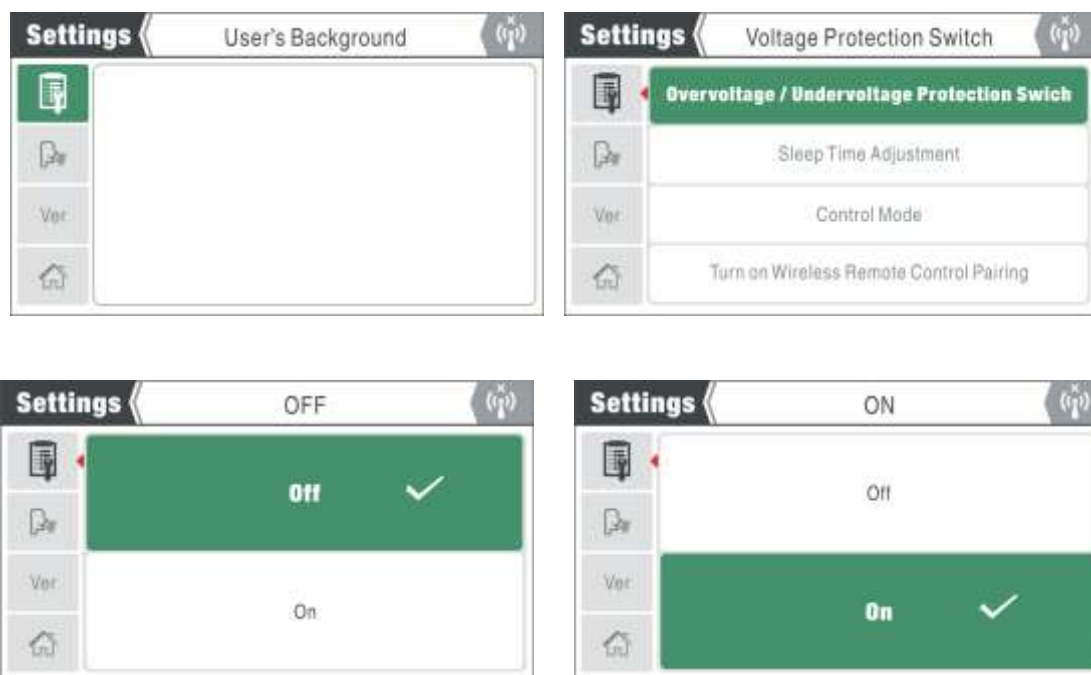 Settings User's Background
Ver
Settings Voltage Protection Switch
Overvoltage / Undervoltage Protection Swich
Sleep Time Adjustment
Ver
Control Mode
Turn on Wireless Remote Control Pairing
Settings OFF
Off
Ver
On
Settings ON
Off
Ver
On